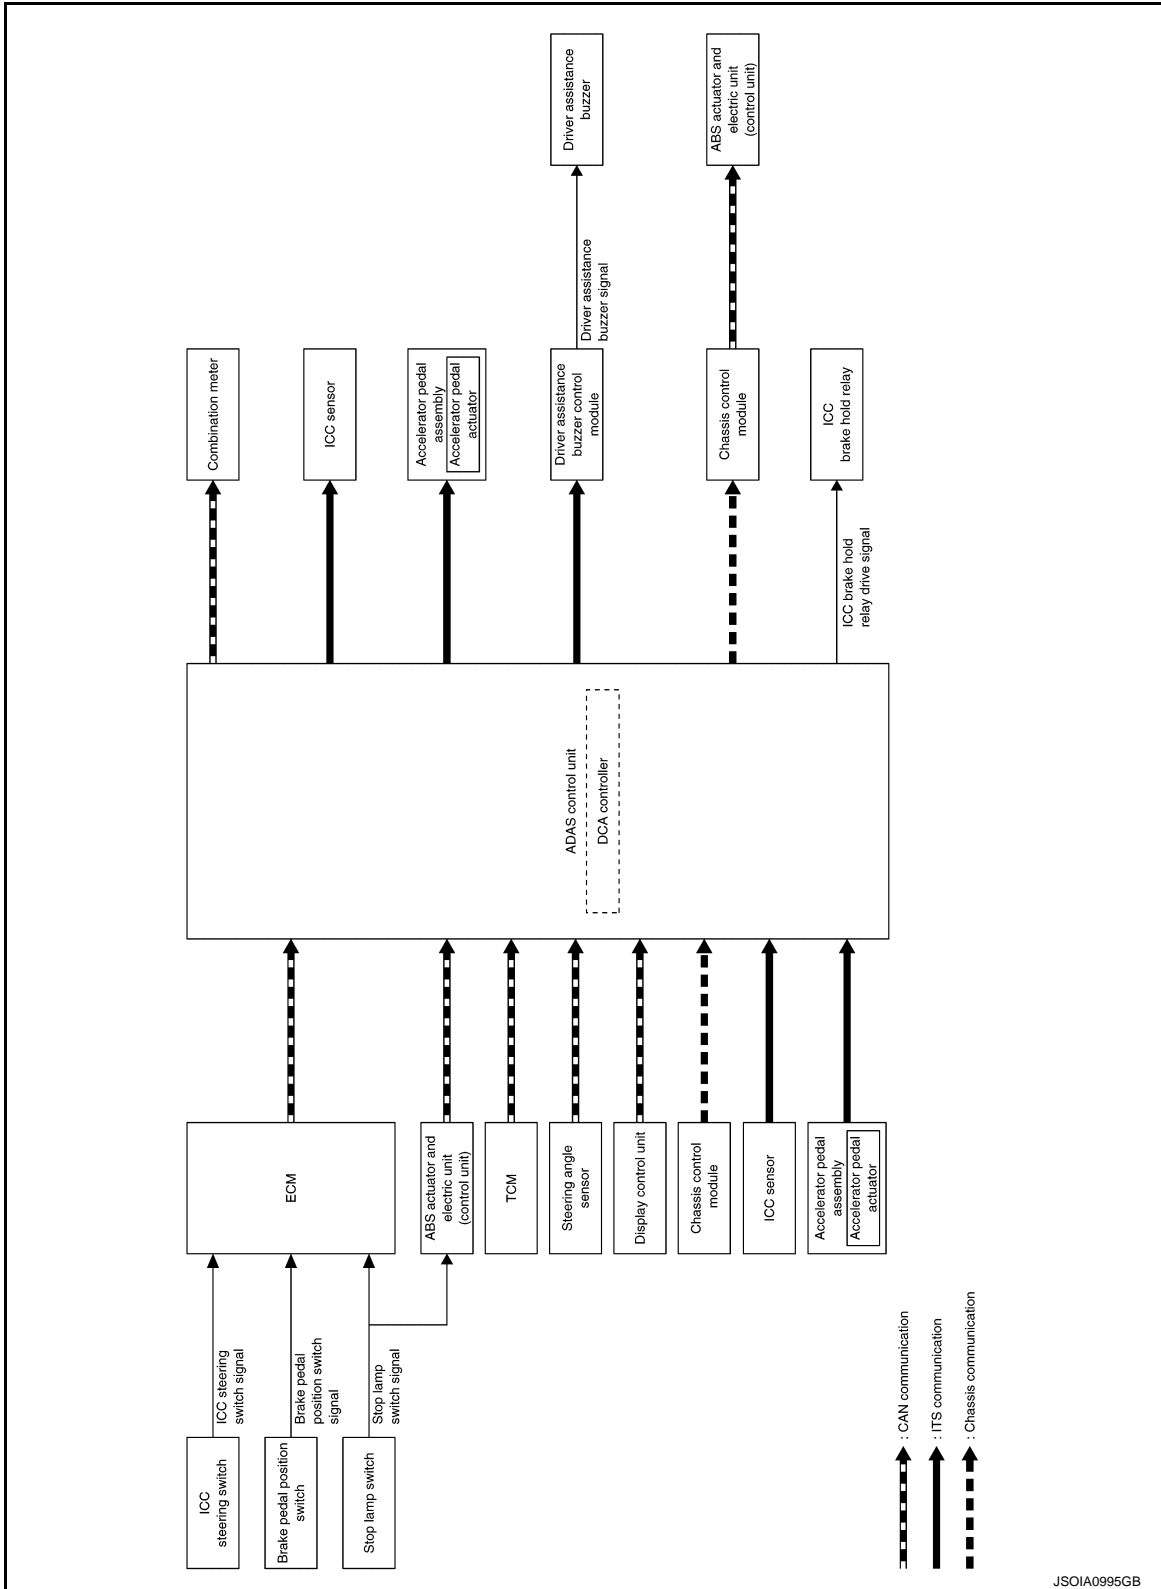 ICC
steering switch
Brake pedal position
switch
Stop lamp switch
ICC steering
switch signal
Brake pedal
position switch
signal
Stop lamp
switch signal
ECM
ABS actuator and
electric unit
(control unit)
TCM
Steering angle
sensor
Display control unit
Chassis control
module
ICC sensor
Accelerator pedal
assembly
Accelerator pedal
actuator
ADAS control unit
DCA controller
Combination meter
ICC sensor
Accelerator pedal
assembly
Accelerator pedal
actuator
Driver assistance
buzzer control
module
Driver assistance
buzzer signal
Driver assistance
buzzer
Chassis control
module
ABS actuator and
electric unit
(control unit)
ICC brake hold
relay drive signal
ICC
brake hold relay
: CAN communication
: ITS communication
: Chassis communication
JSOIA0995GB